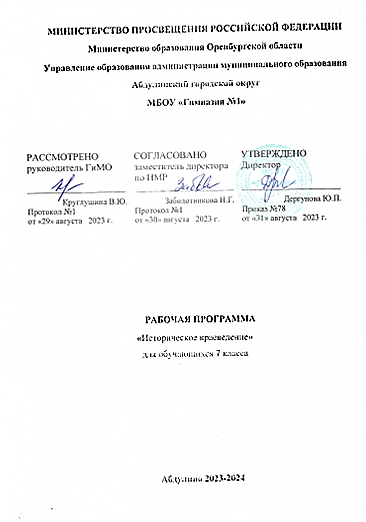 МИНИСТЕРСТВО ПРОСВЕЩЕНИЯ РОССИЙСКОЙ ФЕДЕРАЦИИ
Министерство образования Оренбургской области
Управление образования администрации муниципального образования
Абдулинский городской округ
МБОУ «Гимназия №1»
РАССМОТРЕНО
руководитель ГиМО
Круглушина В.Ю.
Протокол №1
от «29» августа 2023 г.
СОГЛАСОВАНО
заместитель директора
по НМР
Заболотникова И.Г.
Протокол №1
от «30» августа 2023 г.
УТВЕРЖДЕНО
Директор
Дергунова Ю.П.
Приказ №78
от «31» августа 2023 г.
РАБОЧАЯ ПРОГРАММА
«Историческое краеведение»
для обучающихся 7 класса
Абдулино 2023-2024